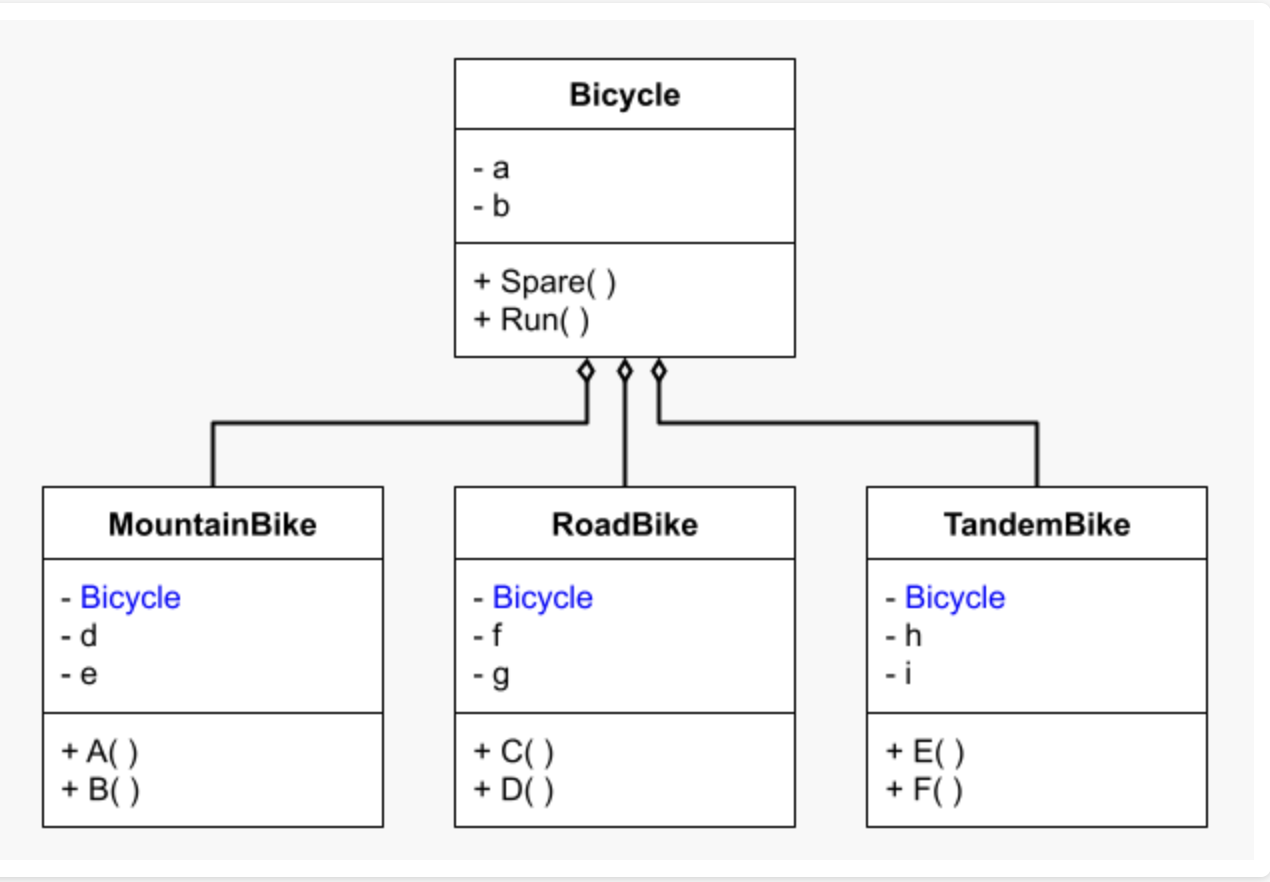 Bicycle
- a
- b
+ Spare( )
+ Run( )
MountainBike
- Bicycle
- d
- e
+ A( )
+ B( )
RoadBike
- Bicycle
- f
- g
+ C( )
+ D( )
TandemBike
- Bicycle
- h
- i
+ E( )
+ F( )